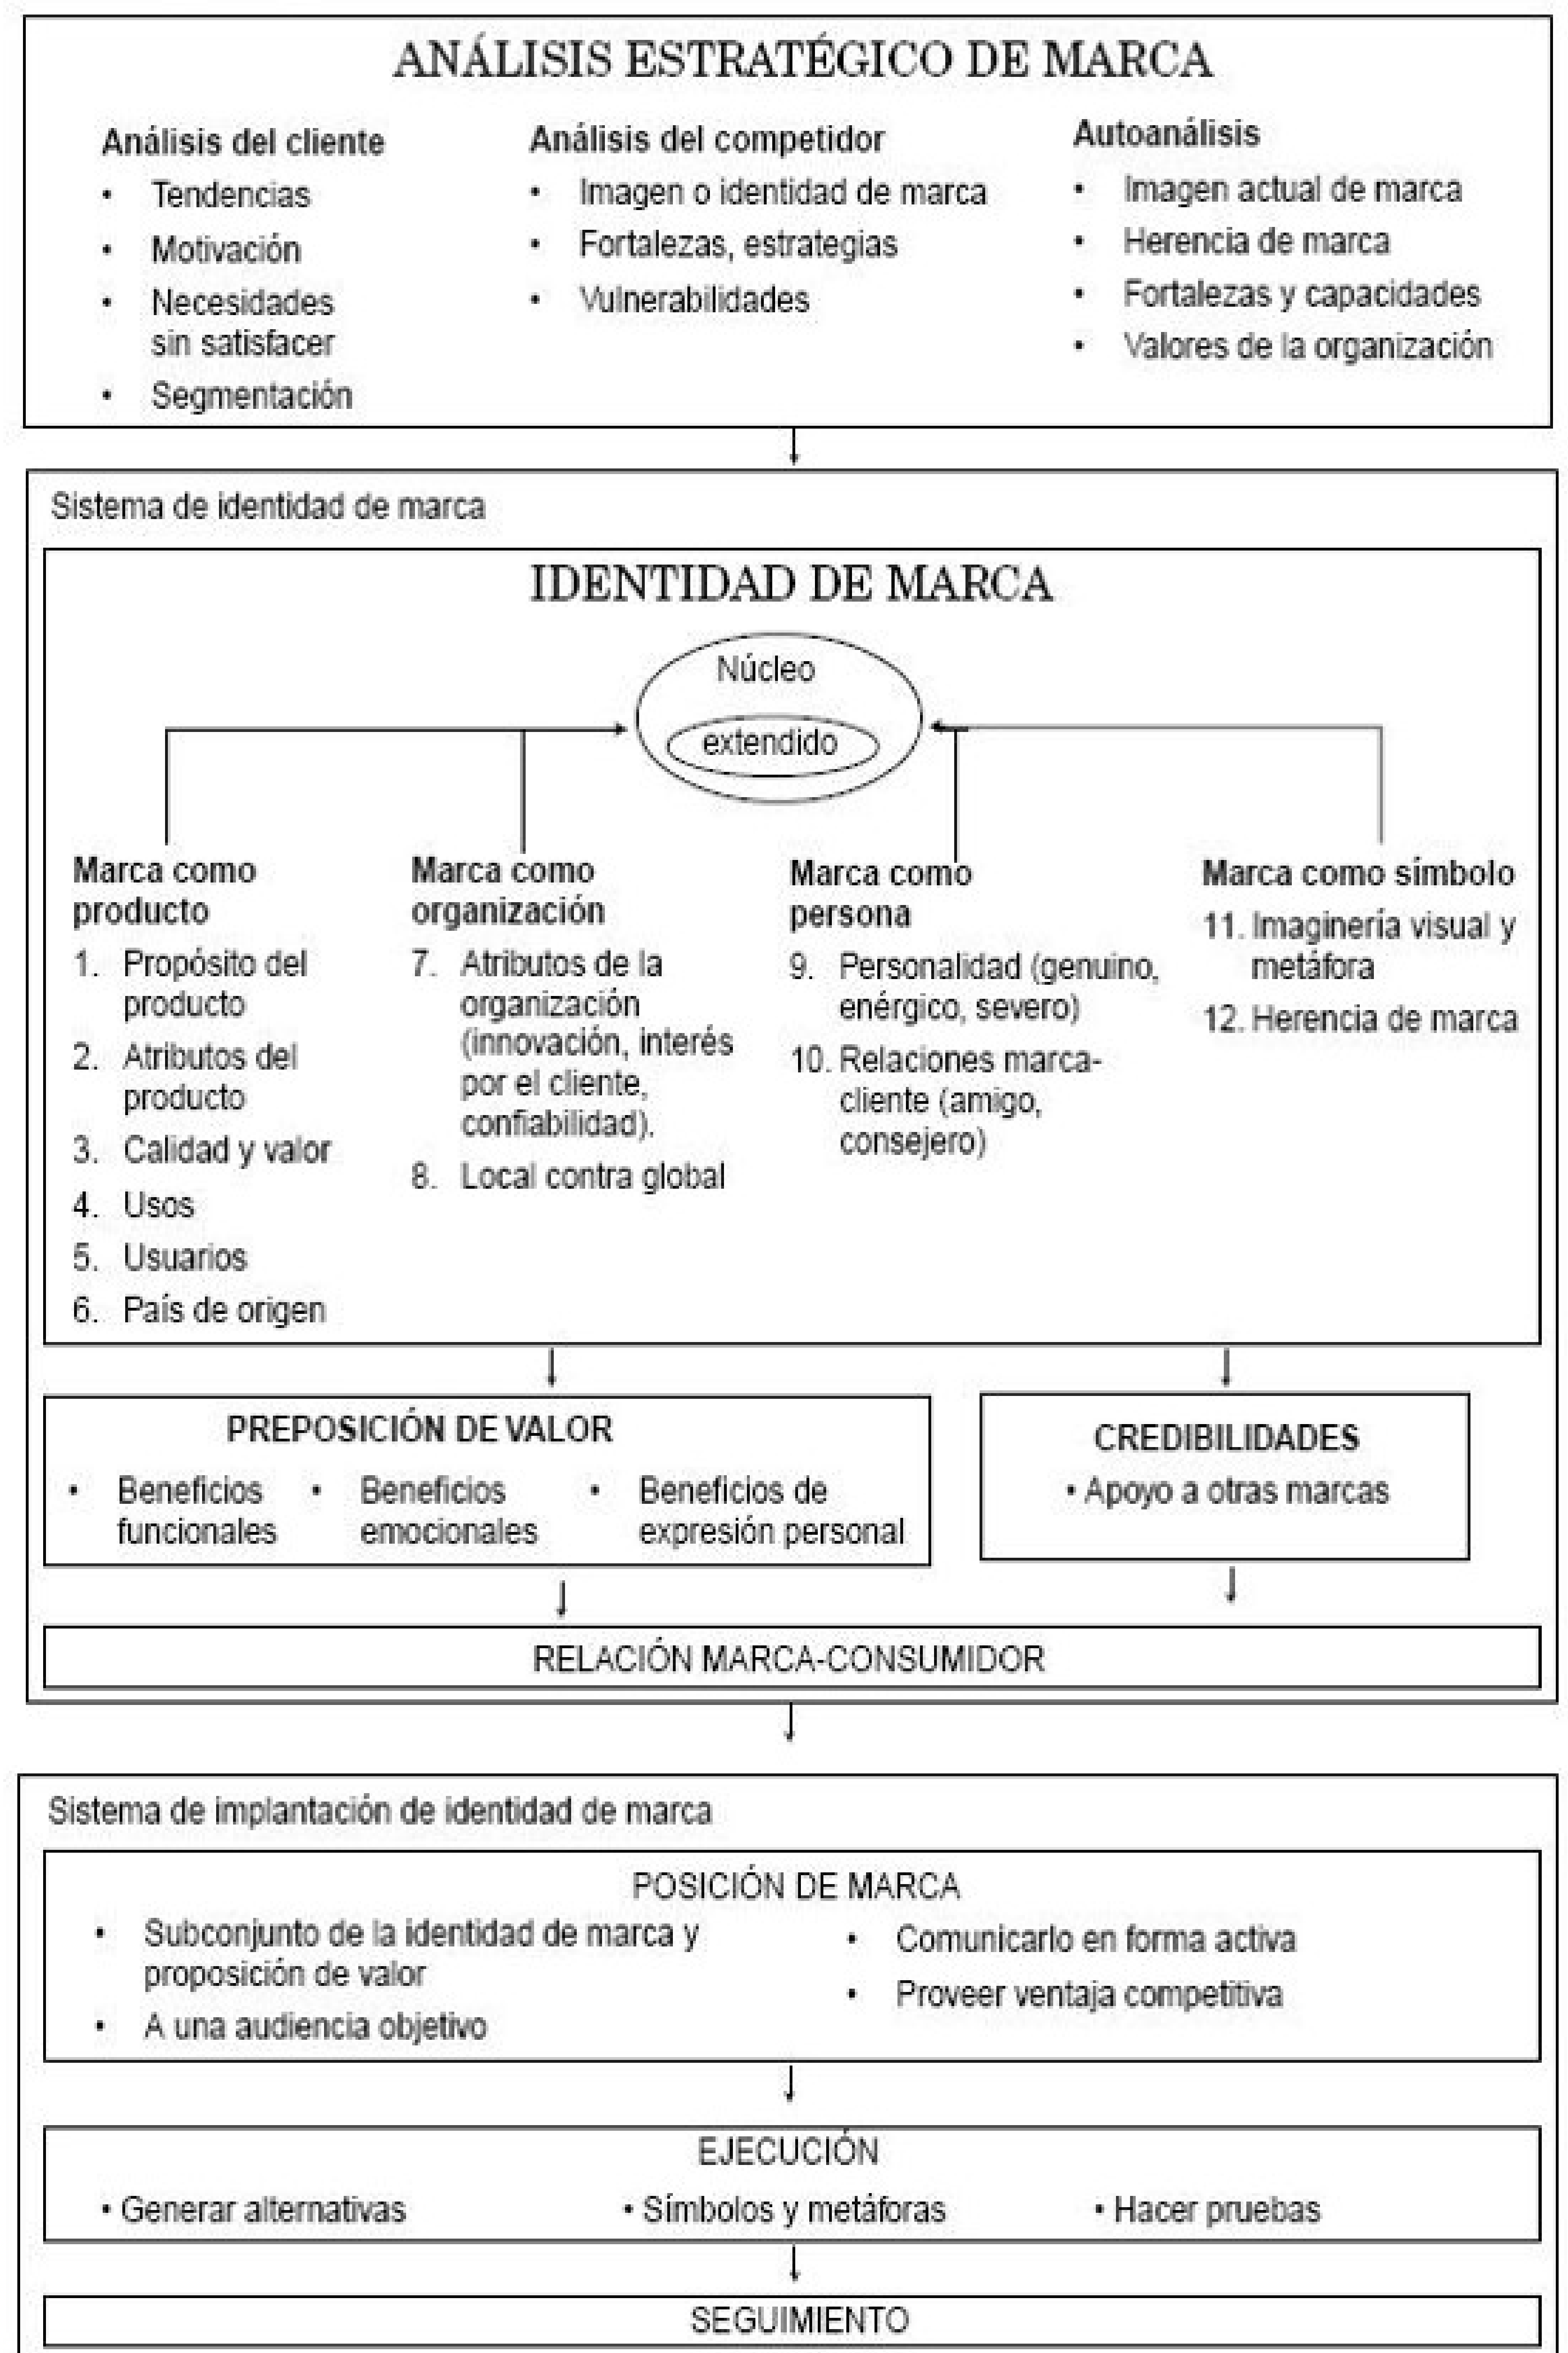 ANÁLISIS ESTRATÉGICO DE MARCA
Análisis del cliente
• Tendencias
• Motivación
• Necesidades
sin satisfacer
• Segmentación
Análisis del competidor
• Imagen o identidad de marca
• Fortalezas, estrategias
• Vulnerabilidades
Autoanálisis
• Imagen actual de marca
• Herencia de marca
• Fortalezas y capacidades
• Valores de la organización
Sistema de identidad de marca
IDENTIDAD DE MARCA
Núcleo
extendido
Marca como
producto
1. Propósito del
producto
2. Atributos del
producto
3. Calidad y valor
4. Usos
5. Usuarios
6. País de origen
Marca como
organización
7. Atributos de la
organización
(innovación, interés
por el cliente,
confiabilidad).
8. Local contra global
Marca como
persona
9. Personalidad (genuino,
enérgico, severo)
10. Relaciones marca-
cliente (amigo,
consejero)
Marca como símbolo
11. Imaginería visual y
metáfora
12. Herencia de marca
PREPOSICIÓN DE VALOR
• Beneficios
funcionales
• Beneficios
emocionales
• Beneficios de
expresión personal
CREDIBILIDADES
• Apoyo a otras marcas
RELACIÓN MARCA-CONSUMIDOR
Sistema de implantación de identidad de marca
POSICIÓN DE MARCA
• Subconjunto de la identidad de marca y
proposición de valor
• A una audiencia objetivo
• Comunicarlo en forma activa
• Proveer ventaja competitiva
EJECUCIÓN
• Generar alternativas
• Símbolos y metáforas
• Hacer pruebas
SEGUIMIENTO